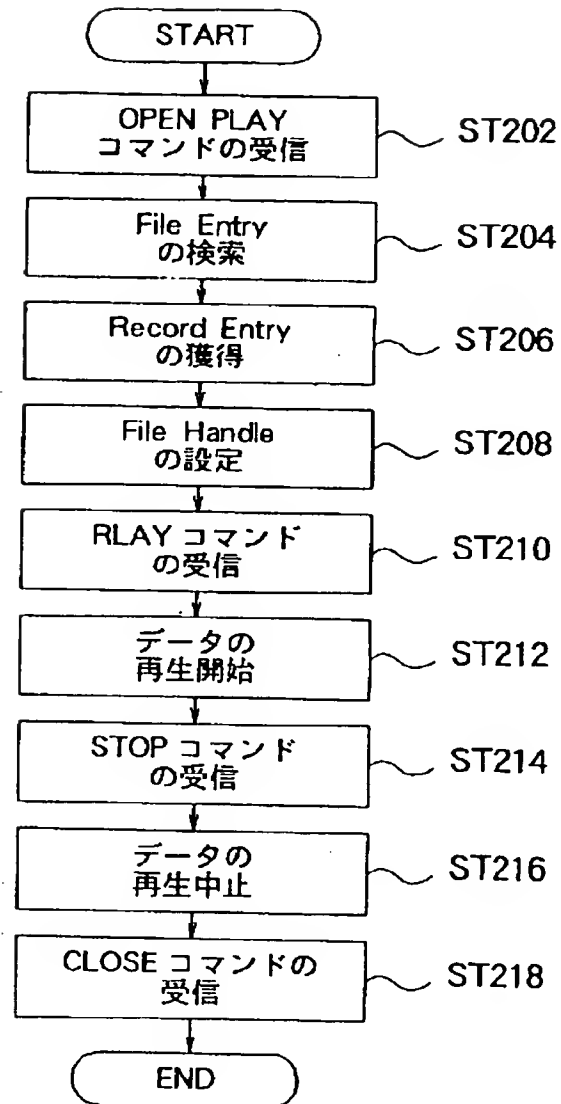 START
OPEN PLAY
コマンドの受信
ST202
File Entry
の検索
ST204
Record Entry
の獲得
ST206
File Handle
の設定
ST208
RLAY コマンド
の受信
ST210
データの
再生開始
ST212
STOP コマンド
の受信
ST214
データの
再生中止
ST216
CLOSE コマンドの
受信
ST218
END